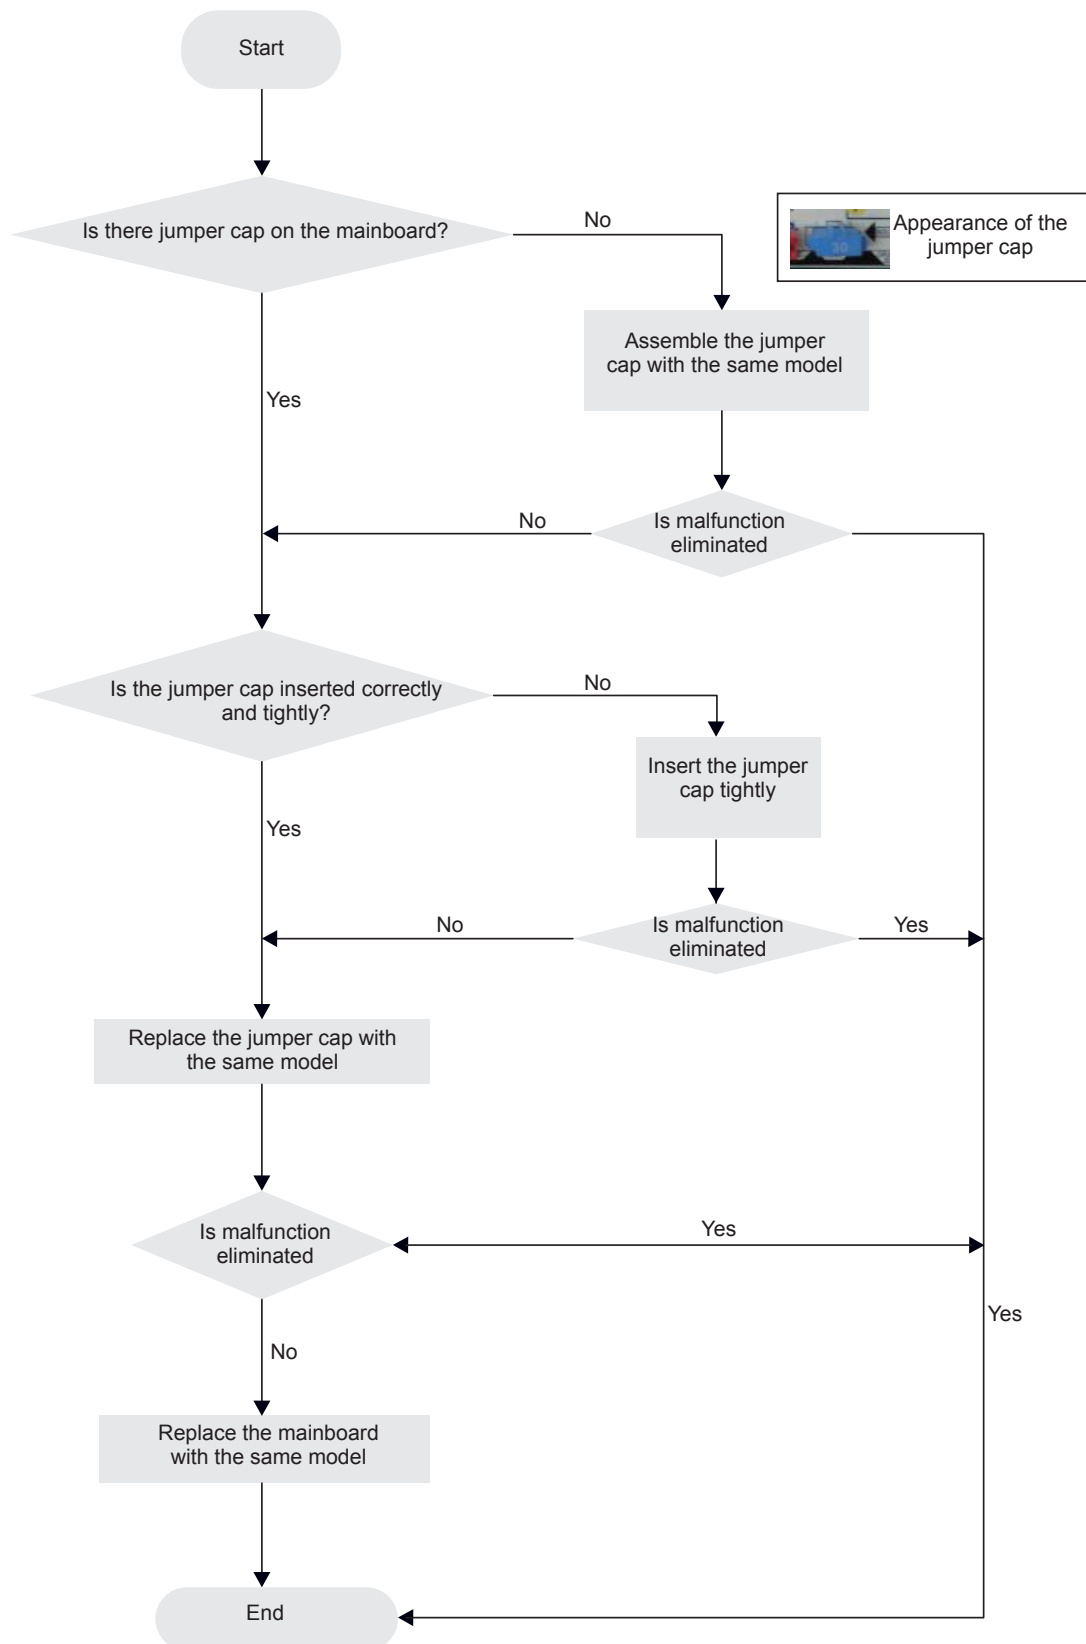 Start
Is there jumper cap on the mainboard?
No
30
Appearance of the
jumper cap
Assemble the jumper
cap with the same model
Yes
No
Is malfunction
eliminated
Is the jumper cap inserted correctly
and tightly?
No
Insert the jumper
cap tightly
Yes
No
Is malfunction
eliminated
Yes
Replace the jumper cap with
the same model
Is malfunction
eliminated
Yes
Yes
No
Replace the mainboard
with the same model
End